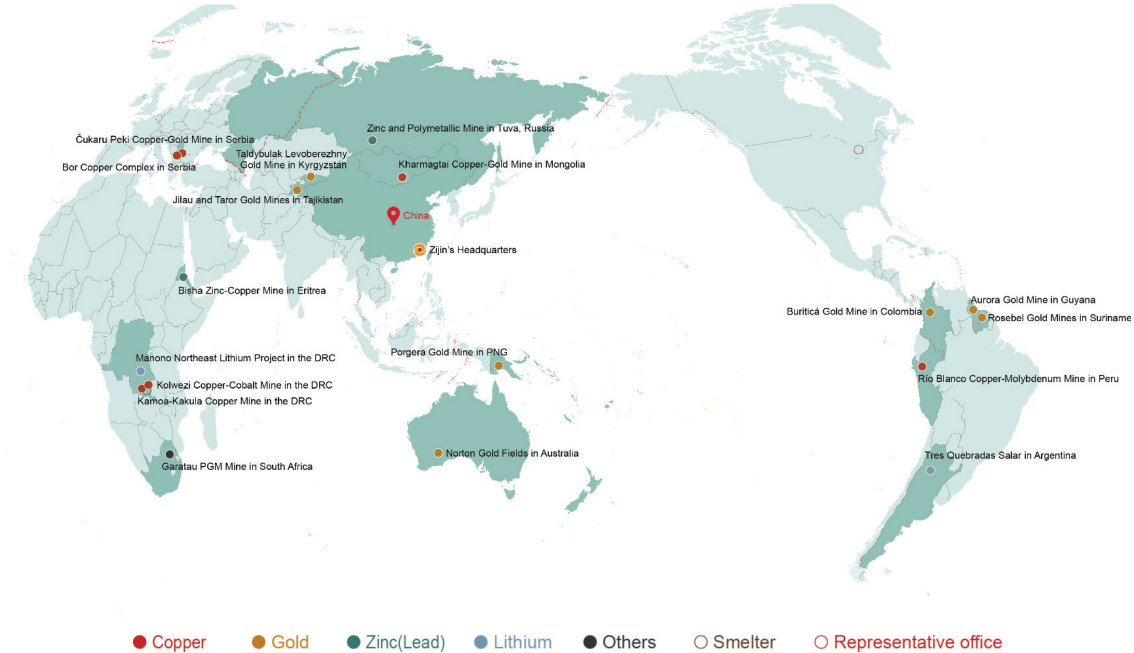 Zinc and Polymetallic Mine in Tuva, Russia
Čukaru Peki Copper-Gold Mine in Serbia
Bor Copper Complex in Serbia
Taldybulak Levoberezhny
Gold Mine in Kyrgyzstan
Kharmagtai Copper-Gold Mine in Mongolia
Jilau and Taror Gold Mines in Tajikistan
China
Zijin's Headquarters
Bisha Zinc-Copper Mine in Eritrea
Aurora Gold Mine in Guyana
Buriticá Gold Mine in Colombia
Rosebel Gold Mines in Suriname
Porgera Gold Mine in PNG
Manono Northeast Lithium Project in the DRC
Río Blanco Copper-Molybdenum Mine in Peru
Kolwezi Copper-Cobalt Mine in the DRC
Kamoa-Kakula Copper Mine in the DRC
Norton Gold Fields in Australia
Tres Quebradas Salar in Argentina
Garatau PGM Mine in South Africa
Copper
Gold
Zinc(Lead)
Lithium
Others
Smelter
Representative office